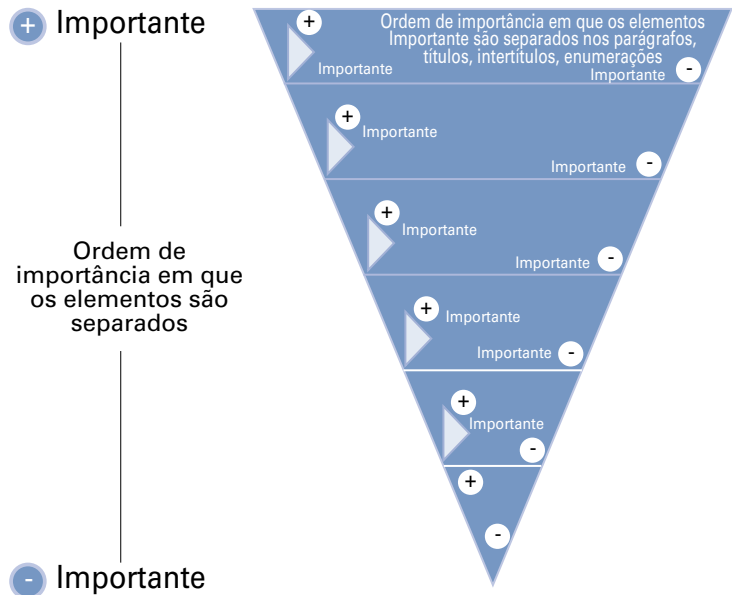 + Importante
Ordem de
importância em que
os elementos são
separados
- Importante
+ Ordem de importância em que os elementos
Importante são separados nos parágrafos,
títulos, intertítulos, enumerações
Importante
Importante -
+
Importante
Importante -
+
Importante
Importante -
+
Importante
Importante -
+
Importante
-
+
-